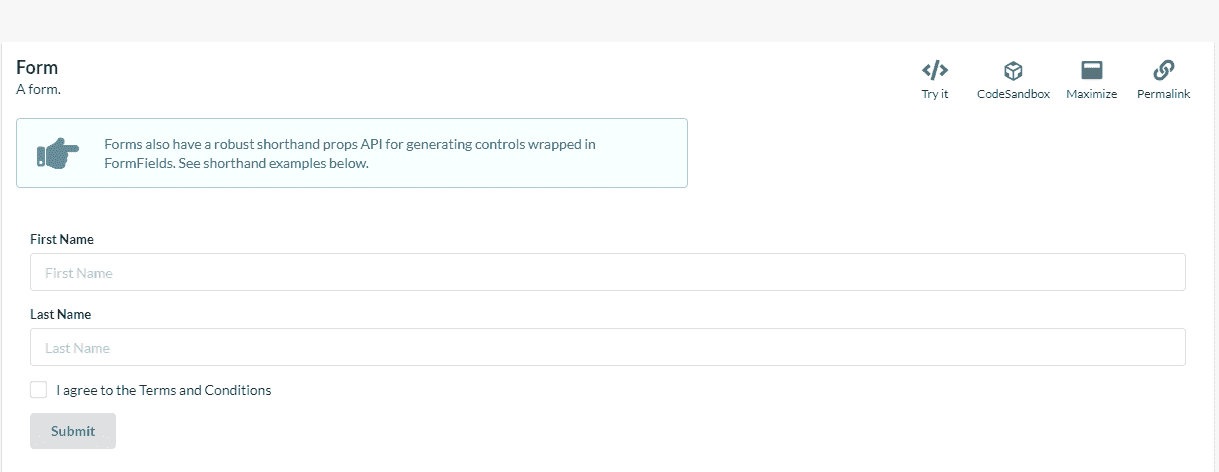 Form
A form.
Try it
CodeSandbox
Maximize
Permalink
Forms also have a robust shorthand props API for generating controls wrapped in
FormFields. See shorthand examples below.
First Name
First Name
Last Name
Last Name
I agree to the Terms and Conditions
Submit